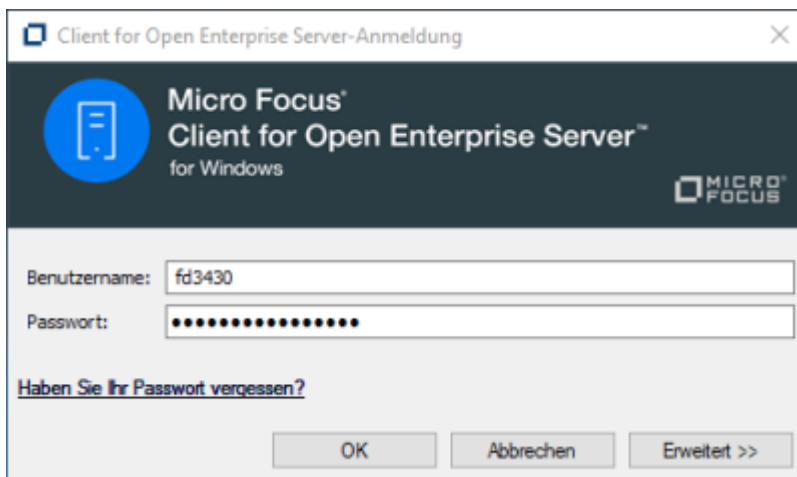 Client for Open Enterprise Server-Anmeldung
Micro Focus®
Client for Open Enterprise Server™
for Windows
MICRO®
FOCUS
Benutzername: fd3430
Passwort: ••••••••••••••••
Haben Sie Ihr Passwort vergessen?
OK Abbrechen Erweitert >>